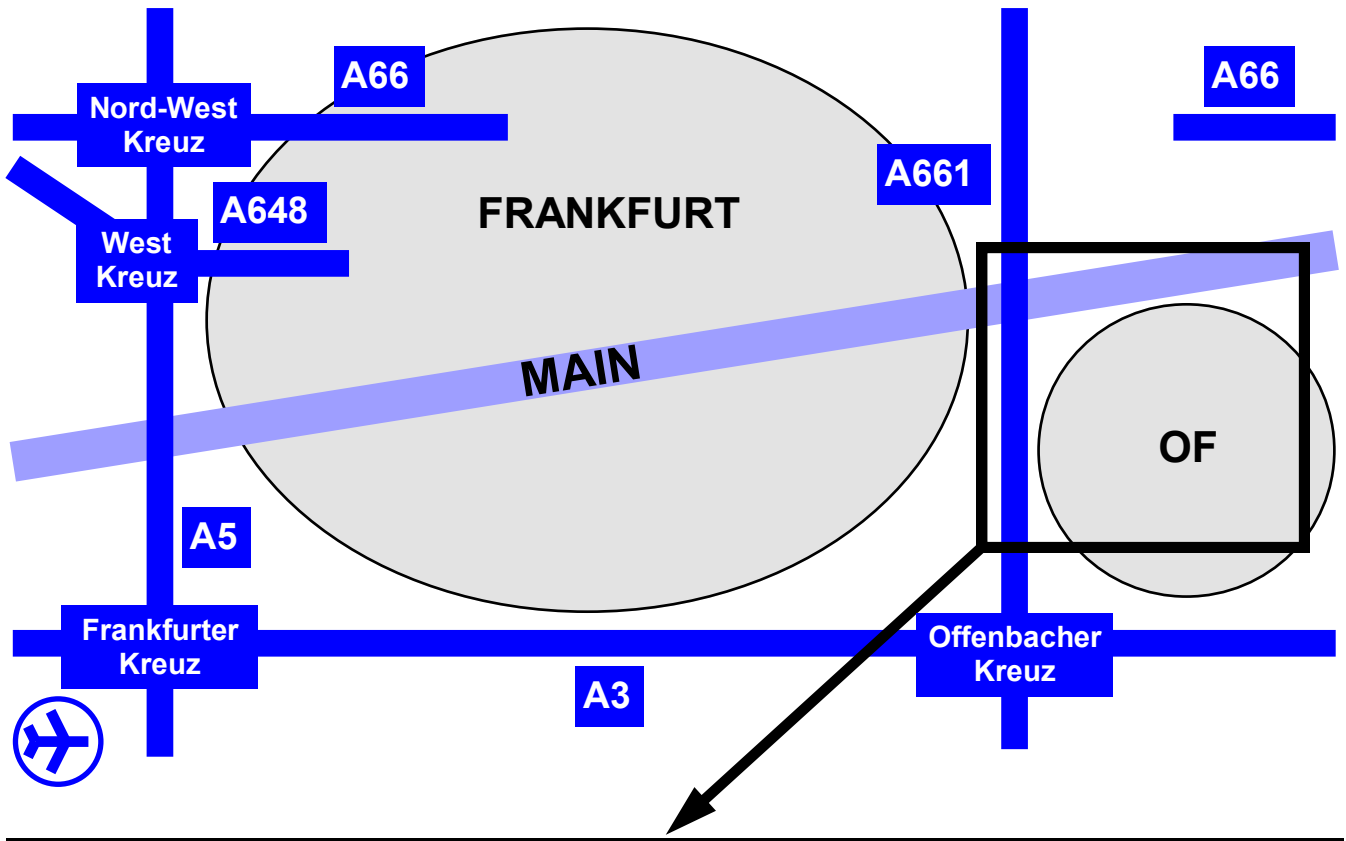 A66
A66
Nord-West
Kreuz
A661
A648
FRANKFURT
West
Kreuz
MAIN
OF
A5
Frankfurter
Kreuz
Offenbacher
Kreuz
A3